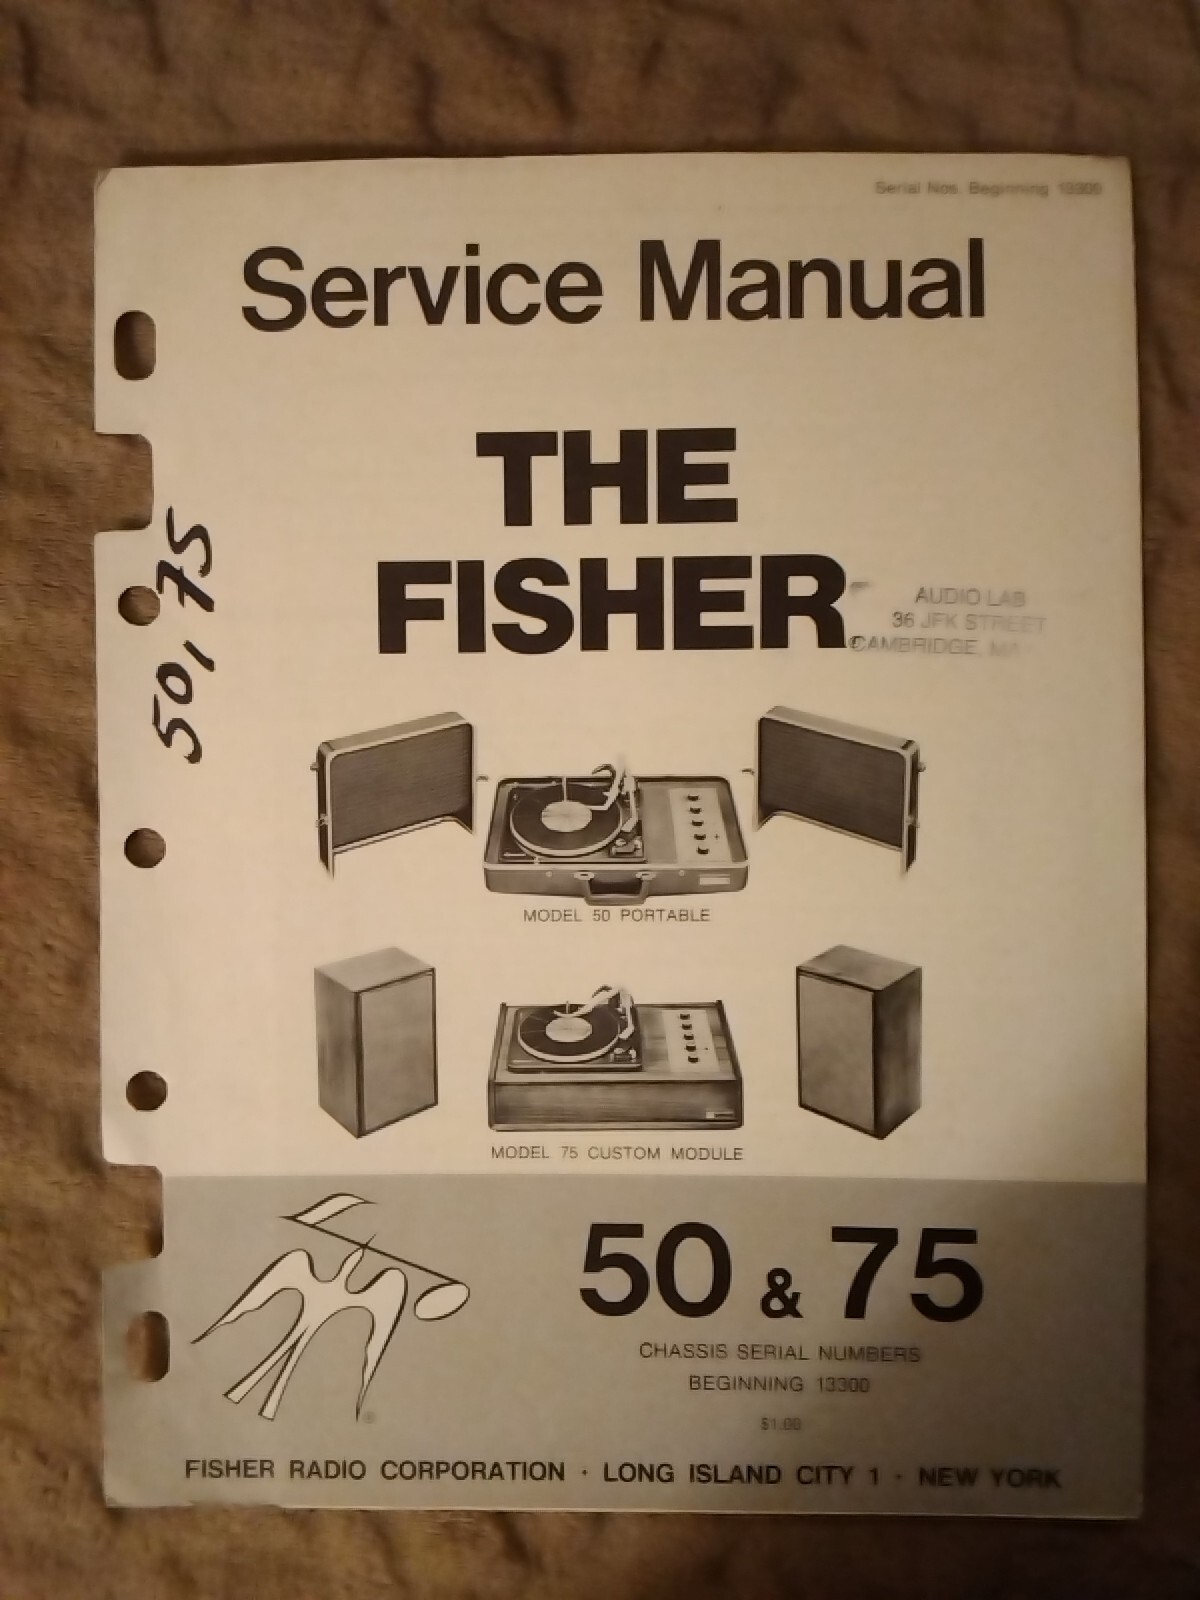 Serial Nos. Beginning 13300
Service Manual
THE
FISHER
AUDIO LAB
36 JFK STREET
CAMBRIDGE, MA
50, 75
MODEL 50 PORTABLE
MODEL 75 CUSTOM MODULE
50 & 75
CHASSIS SERIAL NUMBERS
BEGINNING 13300
$1.00
®
FISHER RADIO CORPORATION · LONG ISLAND CITY 1 · NEW YORK